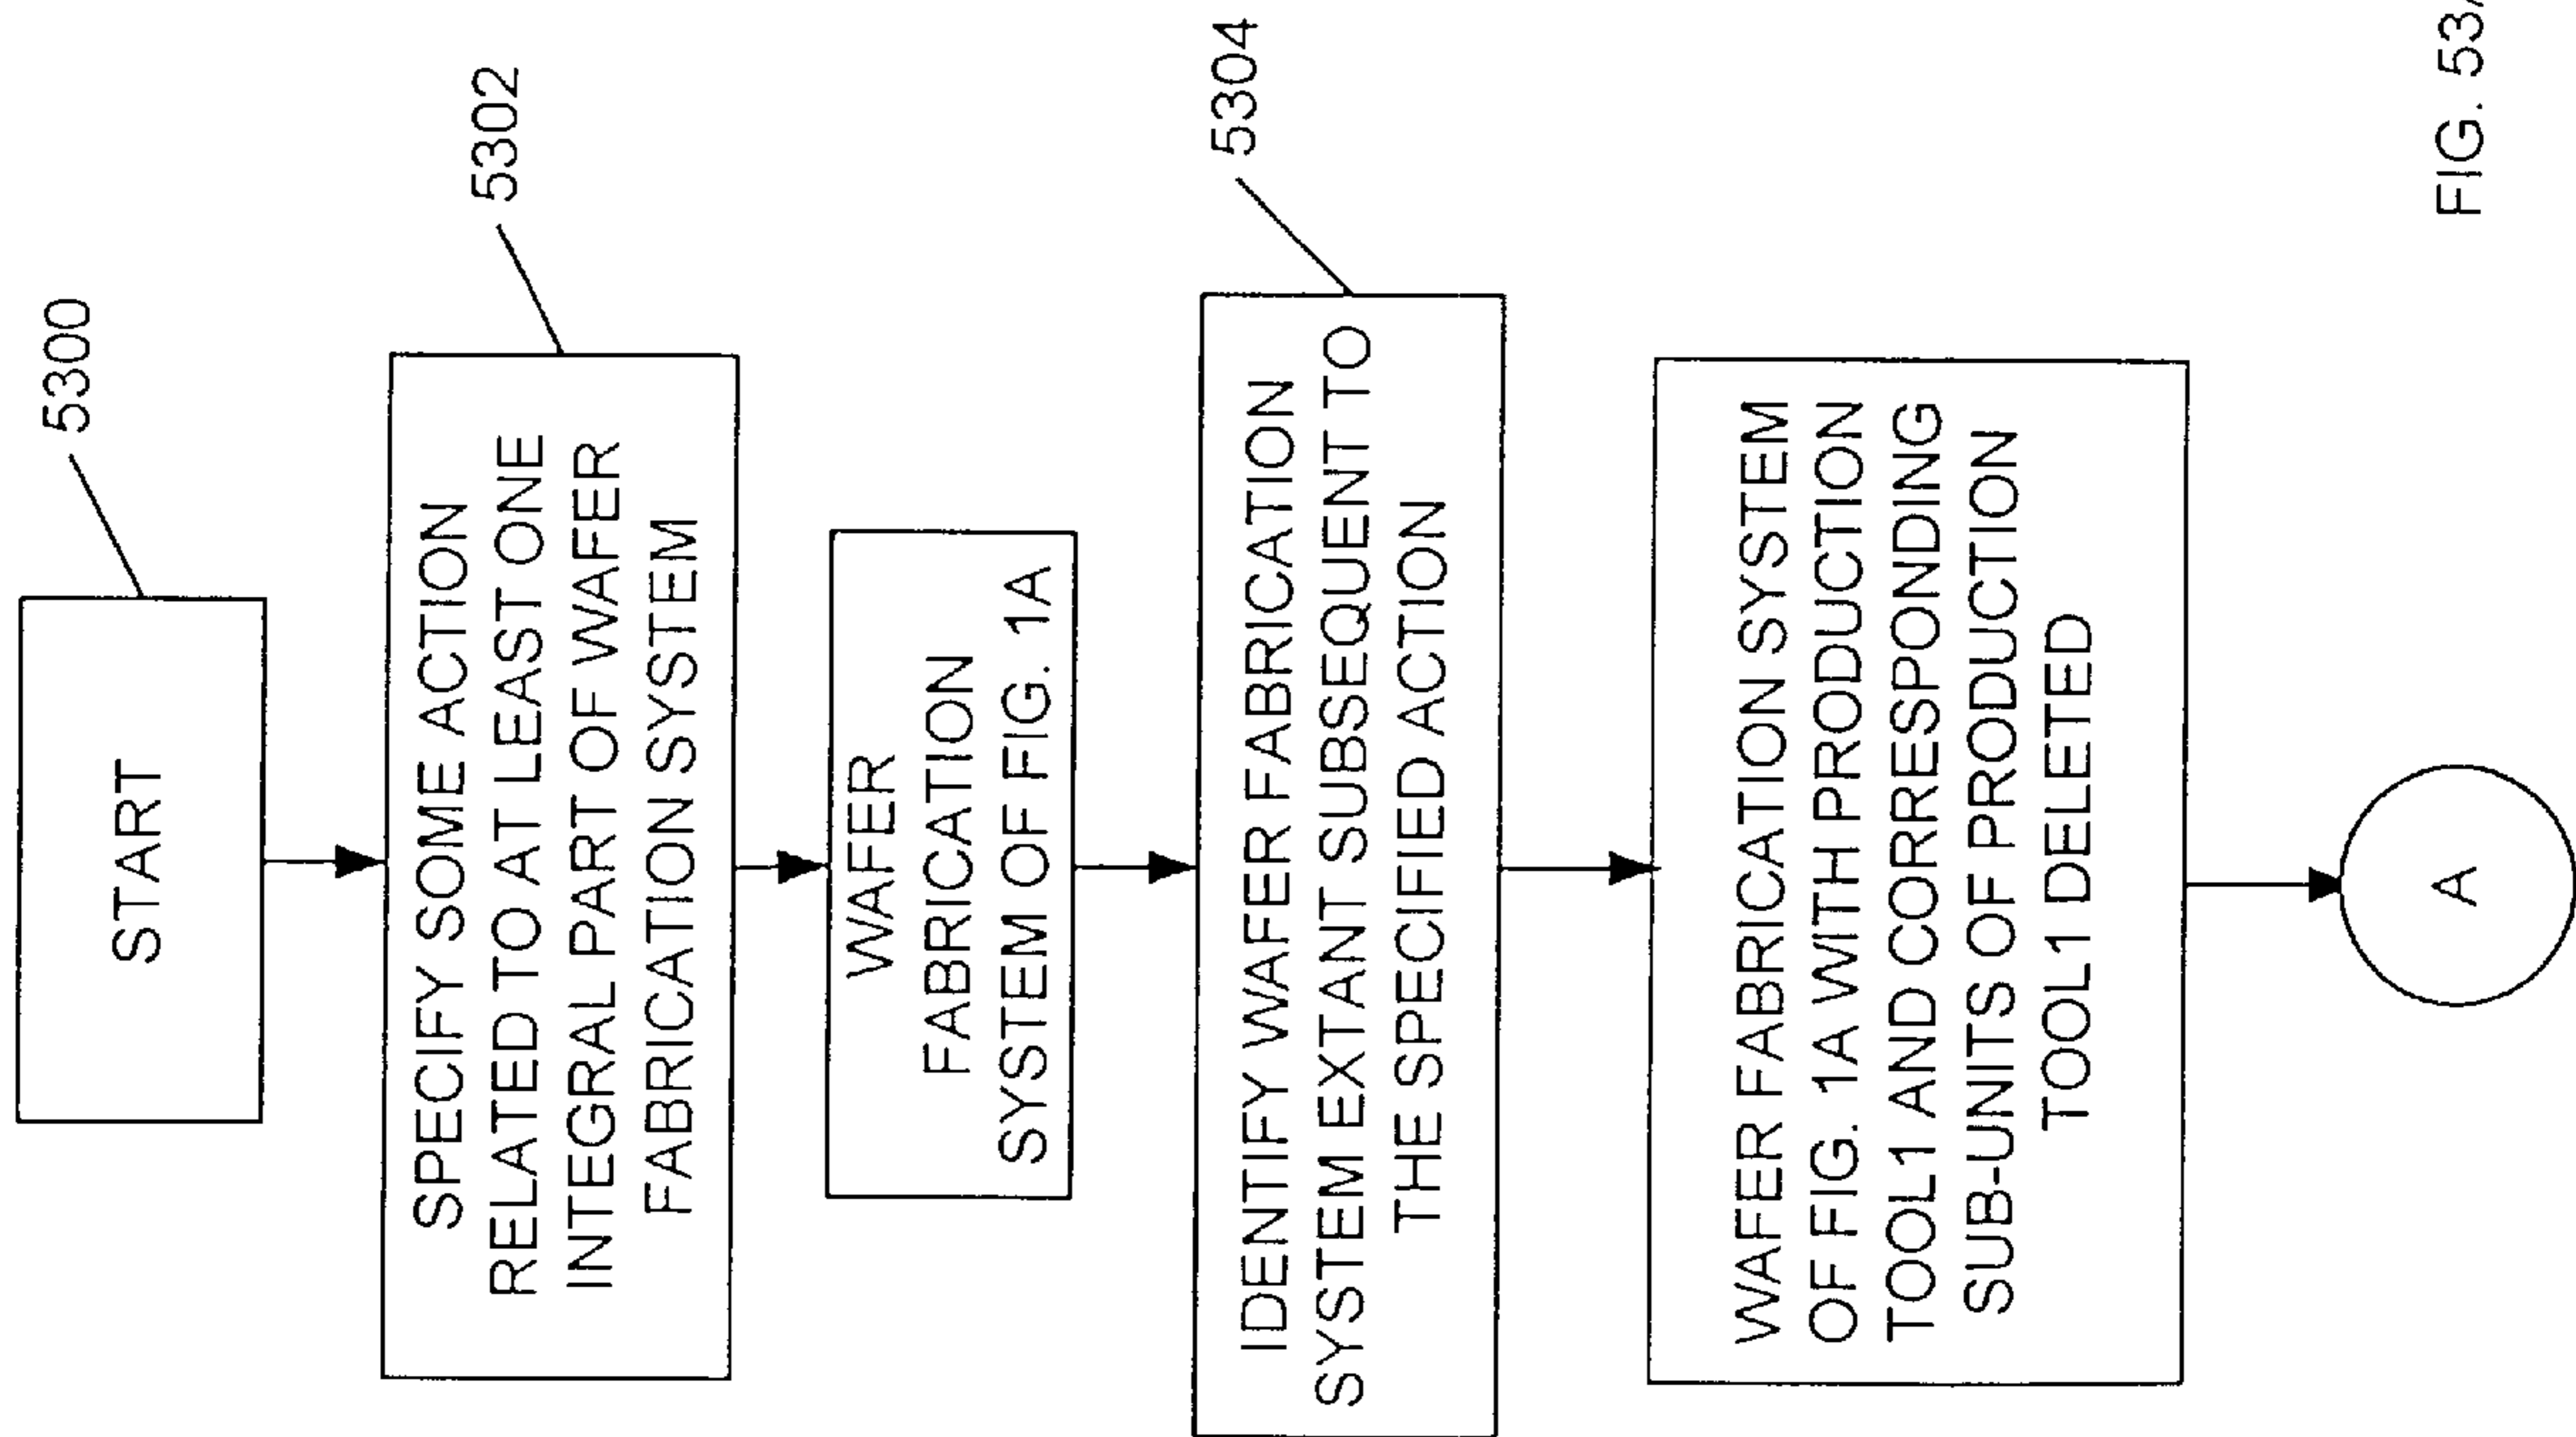 START
5300
SPECIFY SOME ACTION
RELATED TO AT LEAST ONE
INTEGRAL PART OF WAFER
FABRICATION SYSTEM
5302
WAFER
FABRICATION
SYSTEM OF FIG. 1A
IDENTIFY WAFER FABRICATION
SYSTEM EXTANT SUBSEQUENT TO
THE SPECIFIED ACTION
5304
WAFER FABRICATION SYSTEM
OF FIG. 1A WITH PRODUCTION
TOOL1 AND CORRESPONDING
SUB-UNITS OF PRODUCTION
TOOL1 DELETED
A
FIG.